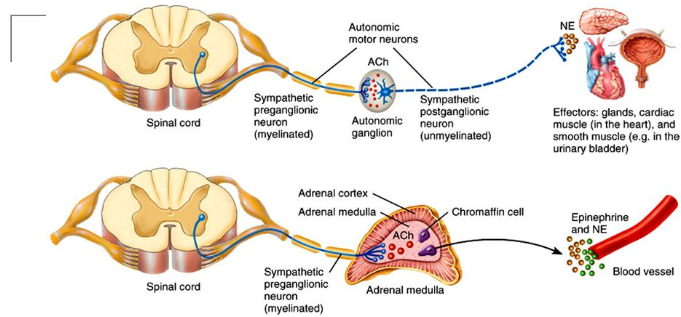 Autonomic
motor neurons
NE
ACh
Spinal cord
Sympathetic
preganglionic
neuron
(myelinated)
Autonomic
ganglion
Sympathetic
postganglionic
neuron
(unmyelinated)
Effectors: glands, cardiac
muscle (in the heart), and
smooth muscle (e.g. in the
urinary bladder)
Adrenal cortex
Adrenal medulla
Chromaffin cell
ACh
Epinephrine
and NE
Spinal cord
Sympathetic
preganglionic
neuron
(myelinated)
Adrenal medulla
Blood vessel